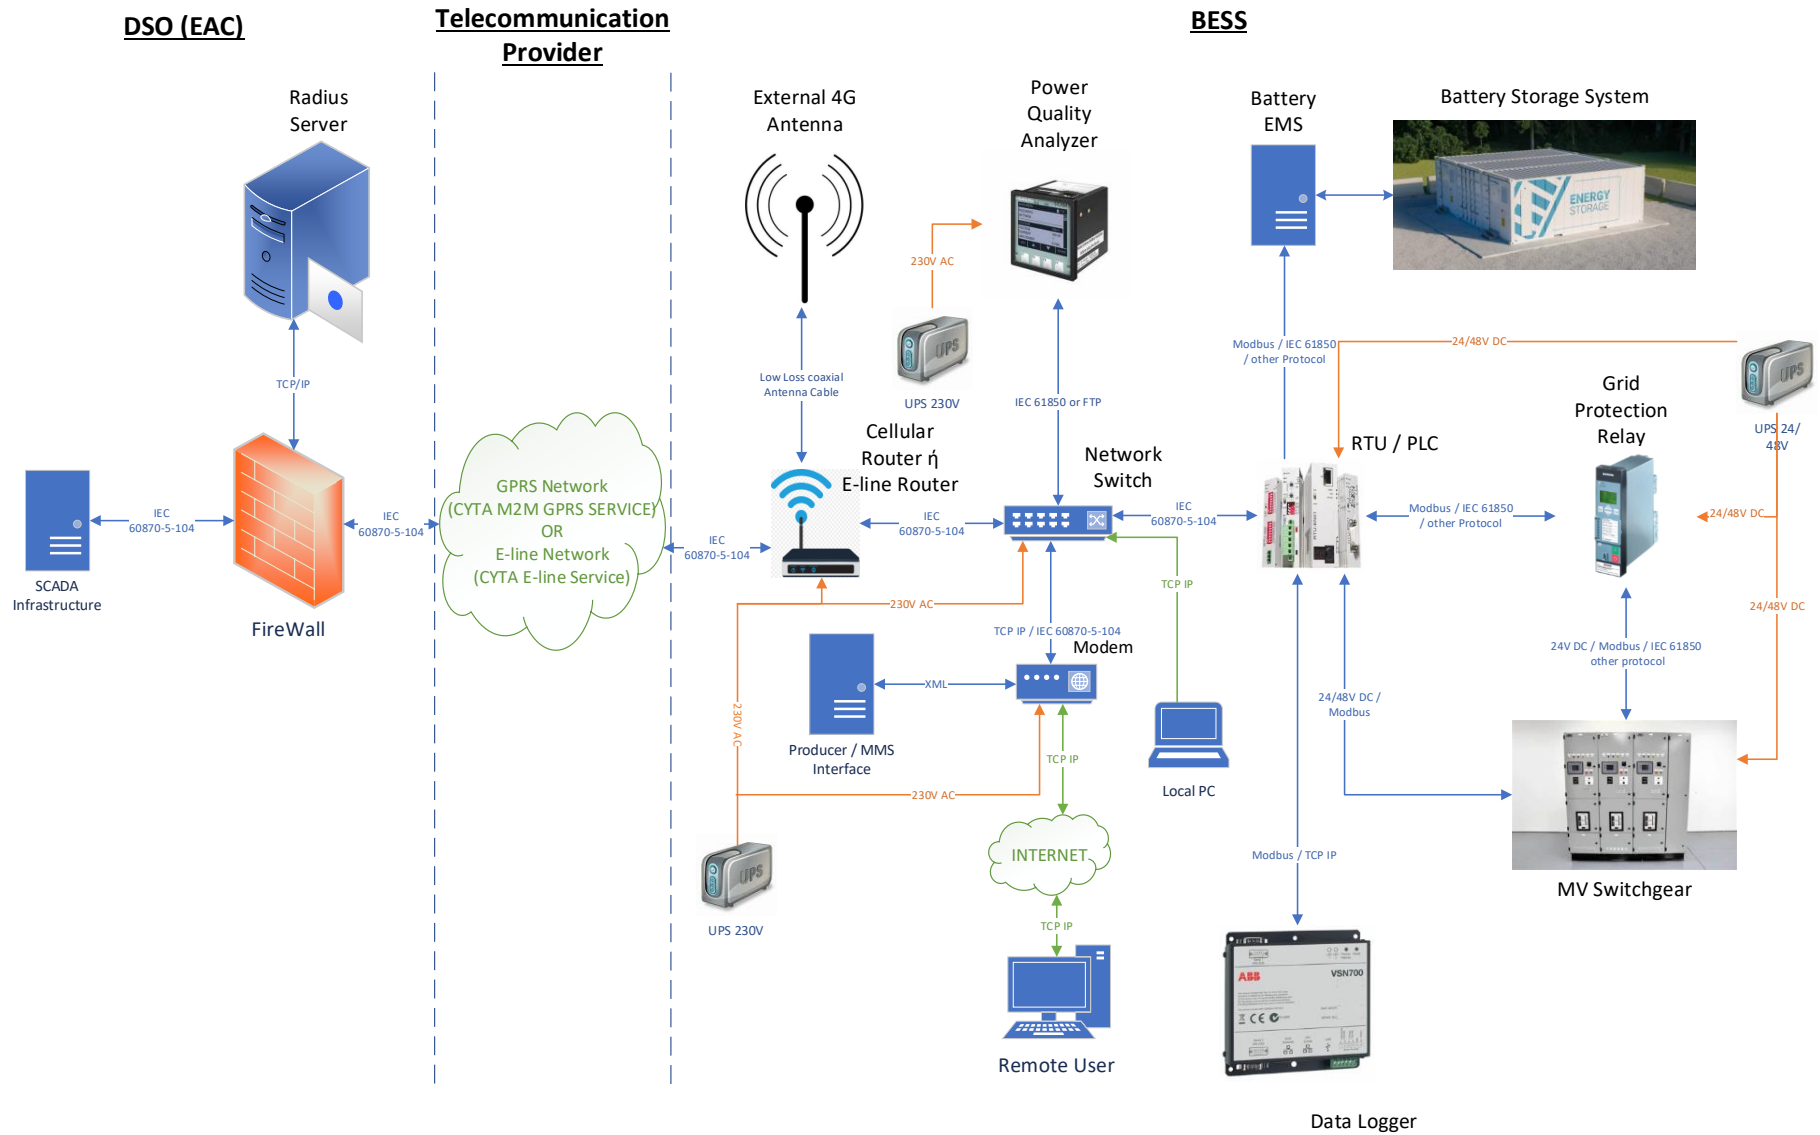 DSO (EAC)
Telecommunication
Provider
BESS
Radius
Server
External 4G
Antenna
Power
Quality
Analyzer
Battery
EMS
Battery Storage System
ENERGY
STORAGE
230V AC
UPS
UPS 230V
TCP/IP
Low Loss coaxial
Antenna Cable
IEC 61850 or FTP
Modbus / IEC 61850
/ other Protocol
24/48V DC
UPS
UPS 24/
48V
Grid
Protection
Relay
Cellular
Router ή
E-line Router
Network
Switch
RTU / PLC
SCADA
Infrastructure
IEC
60870-5-104
FireWall
IEC
60870-5-104
GPRS Network
(CYTA M2M GPRS SERVICE)
OR
E-line Network
(CYTA E-line Service)
IEC
60870-5-104
IEC
60870-5-104
IEC
60870-5-104
Modbus / IEC 61850
/ other Protocol
24/48V DC
TCP IP
230V AC
24/48V DC
TCP IP / IEC 60870-5-104
Modem
24V DC / Modbus / IEC 61850
other protocol
XML
230V AC
24/48V DC /
Modbus
Producer / MMS
Interface
TCP IP
Local PC
230V AC
UPS
UPS 230V
INTERNET
TCP IP
Modbus / TCP IP
MV Switchgear
Remote User
ABB
VSN700
Data Logger